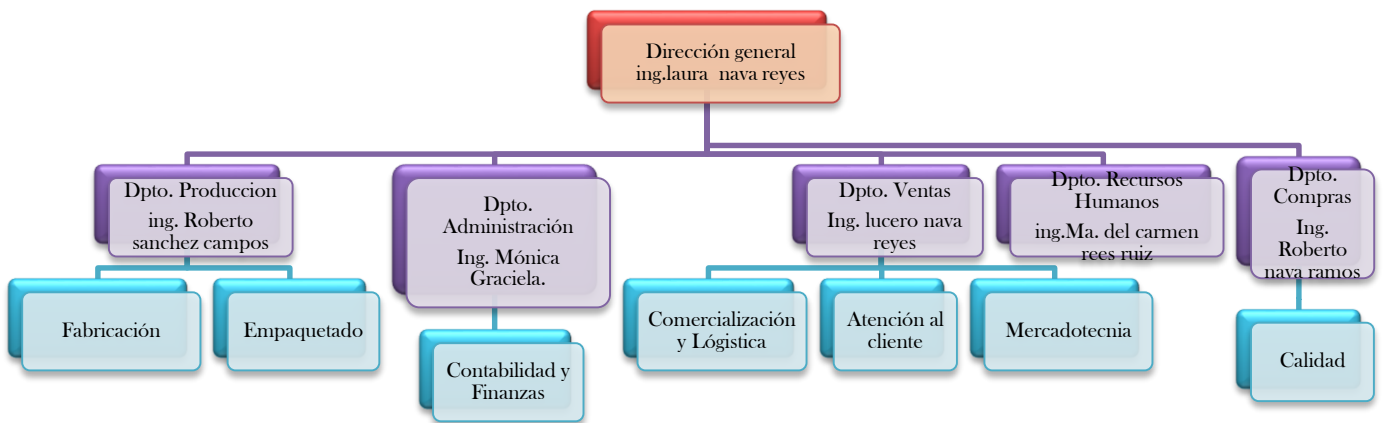 Dirección general
ing.laura nava reyes
Dpto. Produccion
ing. Roberto
sanchez campos
Dpto.
Administración
Ing. Mónica
Graciela.
Dpto. Ventas
Ing. lucero nava
reyes
Dpto. Recursos
Humanos
ing.Ma. del carmen
rees ruiz
Dpto.
Compras
Ing.
Roberto
nava ramos
Fabricación
Empaquetado
Contabilidad y
Finanzas
Comercialización
y Lógistica
Atención al
cliente
Mercadotecnia
Calidad